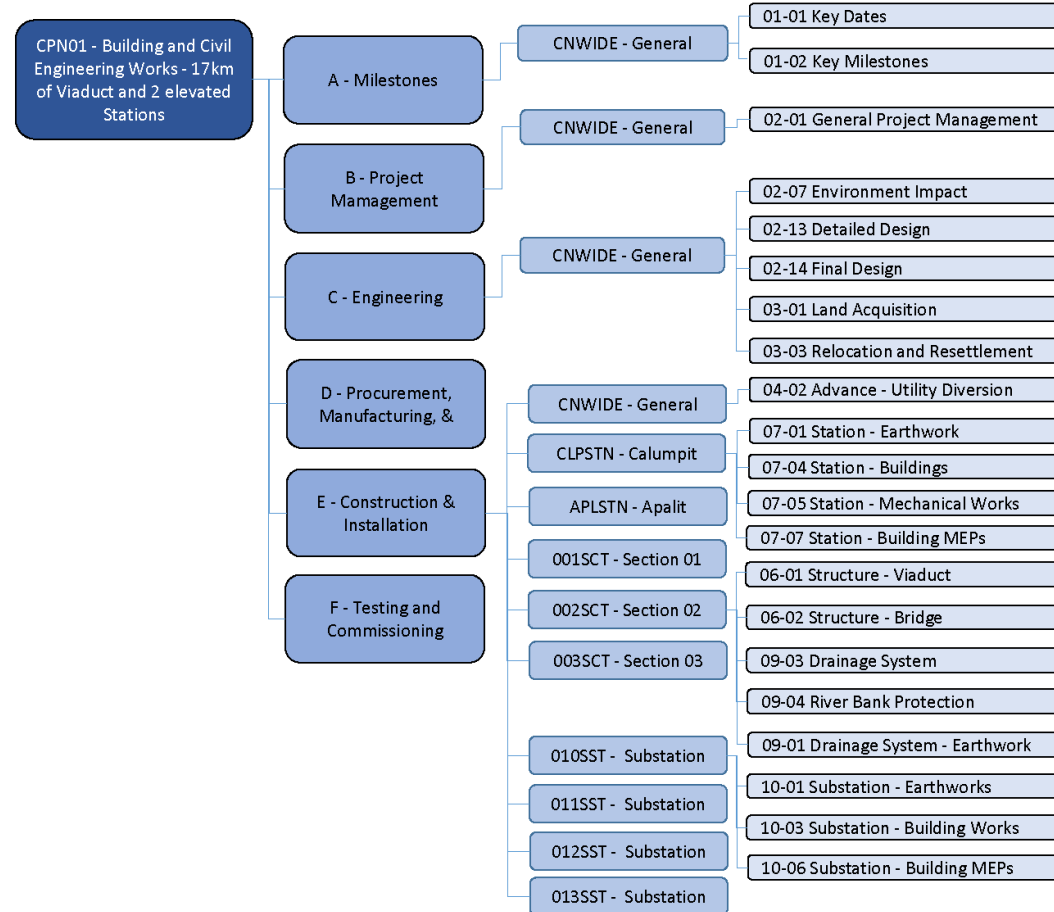 CPN01 - Building and Civil
Engineering Works - 17km
of Viaduct and 2 elevated
Stations
A - Milestones
B - Project
Mamagement
C - Engineering
D - Procurement,
Manufacturing, &
E - Construction &
Installation
F - Testing and
Commissioning
CNWIDE - General
CNWIDE - General
CNWIDE - General
CNWIDE - General
CLPSTN - Calumpit
APLSTN - Apalit
001SCT - Section 01
002SCT - Section 02
003SCT - Section 03
010SST - Substation
011SST - Substation
012SST - Substation
013SST - Substation
01-01 Key Dates
01-02 Key Milestones
02-01 General Project Management
02-07 Environment Impact
02-13 Detailed Design
02-14 Final Design
03-01 Land Acquisition
03-03 Relocation and Resettlement
04-02 Advance - Utility Diversion
07-01 Station - Earthwork
07-04 Station - Buildings
07-05 Station - Mechanical Works
07-07 Station - Building MEPs
06-01 Structure - Viaduct
06-02 Structure - Bridge
09-03 Drainage System
09-04 River Bank Protection
09-01 Drainage System - Earthwork
10-01 Substation - Earthworks
10-03 Substation - Building Works
10-06 Substation - Building MEPs